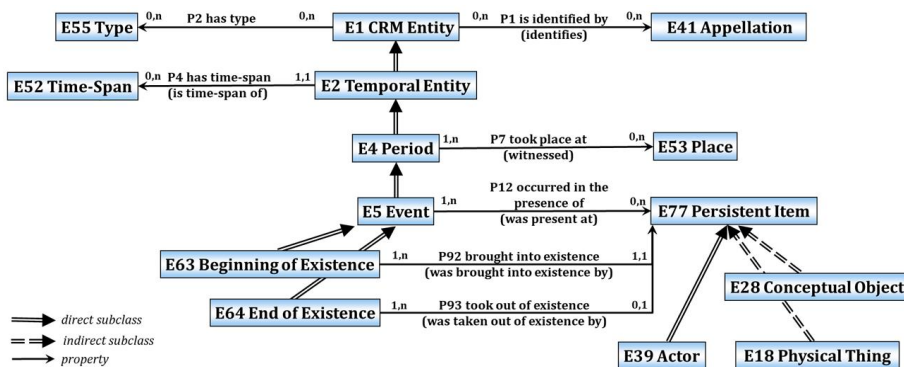 0,n P2 has type 0,n
E55 Type
E1 CRM Entity
0,n P1 is identified by 0,n
(identifies)
E41 Appellation
0,n P4 has time-span 1,1
E52 Time-Span
(is time-span of)
E2 Temporal Entity
E4 Period
1,n P7 took place at 0,n
(witnessed)
E53 Place
P12 occurred in the
1,n presence of 0,n
(was present at)
E5 Event
E77 Persistent Item
E63 Beginning of Existence
1,n P92 brought into existence 1,1
(was brought into existence by)
E28 Conceptual Object
E64 End of Existence
1,n P93 took out of existence 0,1
(was taken out of existence by)
direct subclass
indirect subclass
property
E39 Actor
E18 Physical Thing